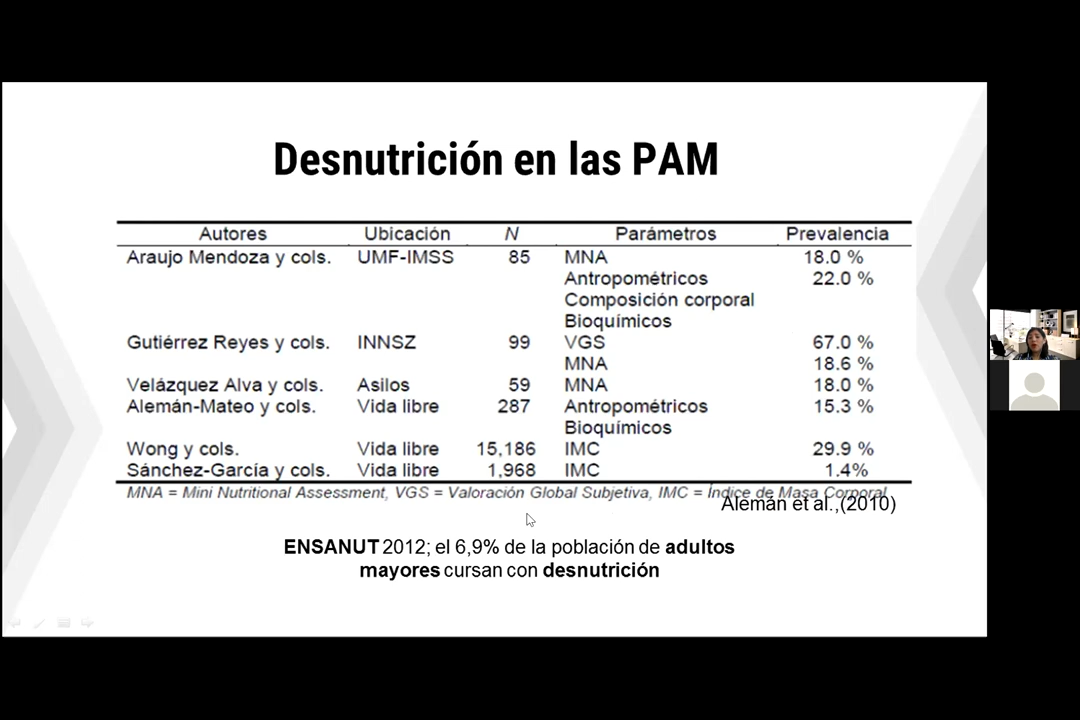 Desnutrición en las PAM
Autores Ubicación N Parámetros Prevalencia
Araujo Mendoza y cols. UMF-IMSS 85 MNA 18.0 %
Antropométricos 22.0 %
Composición corporal
Bioquímicos
Gutiérrez Reyes y cols. INNSZ 99 VGS 67.0 %
MNA 18.6 %
Velázquez Alva y cols. Asilos 59 MNA 18.0 %
Alemán-Mateo y cols. Vida libre 287 Antropométricos 15.3 %
Bioquímicos
Wong y cols. Vida libre 15,186 IMC 29.9 %
Sánchez-García y cols. Vida libre 1,968 IMC 1.4%
MNA = Mini Nutritional Assessment, VGS = Valoración Global Subjetiva, IMC = Índice de Masa Corporal
Alemán et al.,(2010)
ENSANUT 2012; el 6,9% de la población de adultos
mayores cursan con desnutrición